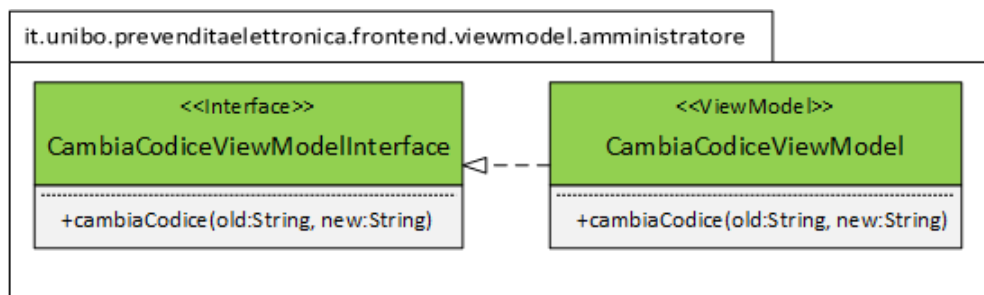 it.unibo.prevenditaelettronica.frontend.viewmodel.amministratore
<<Interface>>
CambiaCodiceViewModelInterface
+cambiaCodice(old:String, new:String)
<<ViewModel>>
CambiaCodiceViewModel
+cambiaCodice(old:String, new:String)